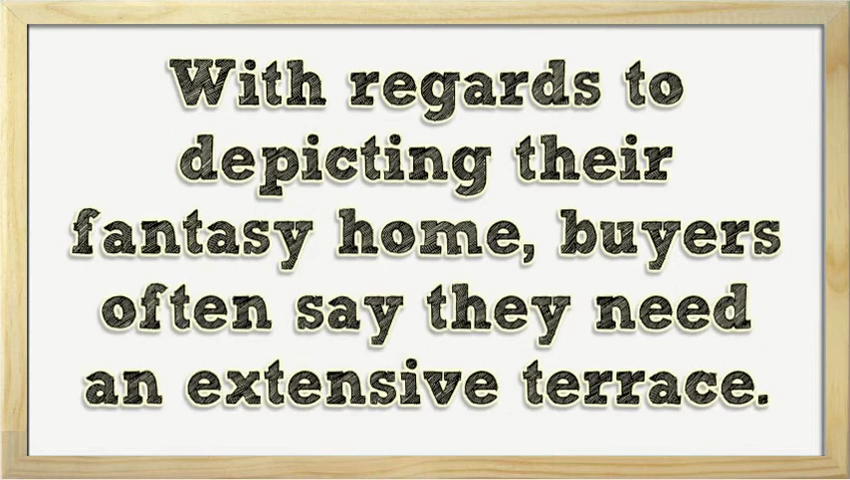 With regards to
depicting their
fantasy home, buyers
often say they need
an extensive terrace.